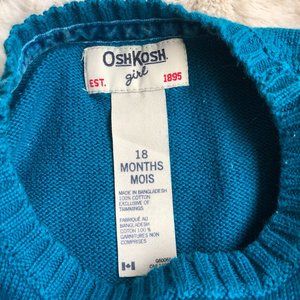 OSHKOSH
girl
EST. 1895
18
MONTHS
MOIS
MADE IN BANGLADESH
100% COTTON
EXCLUSIVE OF
TRIMMINGS
FABRIQUÉ AU
BANGLADESH
COTON 100 %
GARNITURES NON
COMPRISES